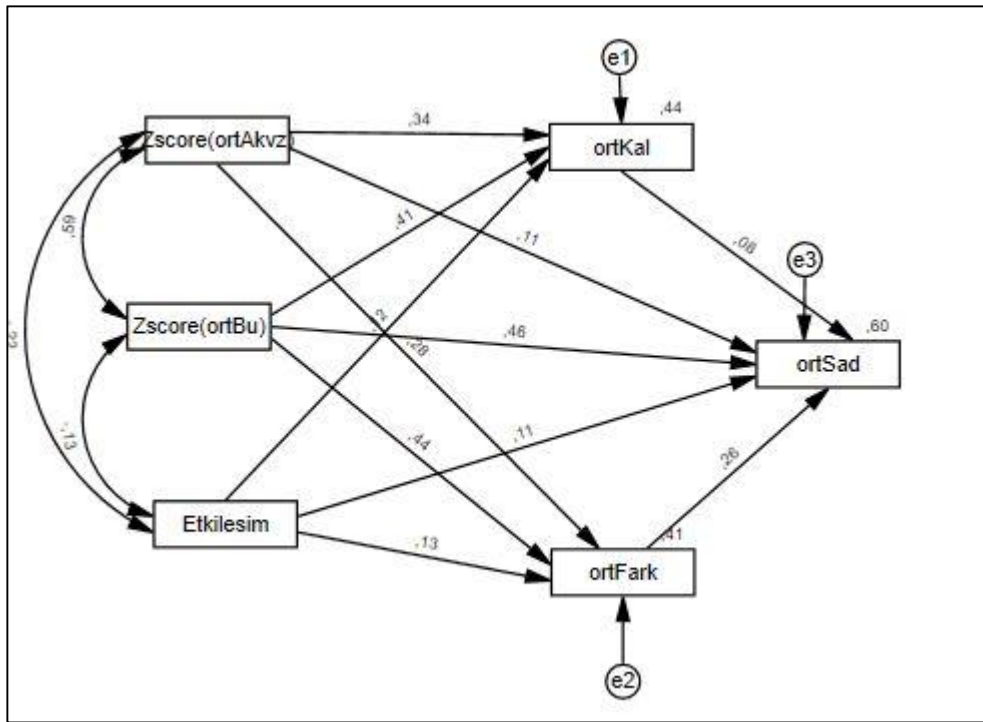 e1
,44
Zscore(ortAkvz)
,34
ortKal
,59
,41
,11
,08
e3
Zscore(ortBu)
,46
,60
,28
ortSad
-,13
,44
,11
,26
Etkilesim
,13
,41
ortFark
e2